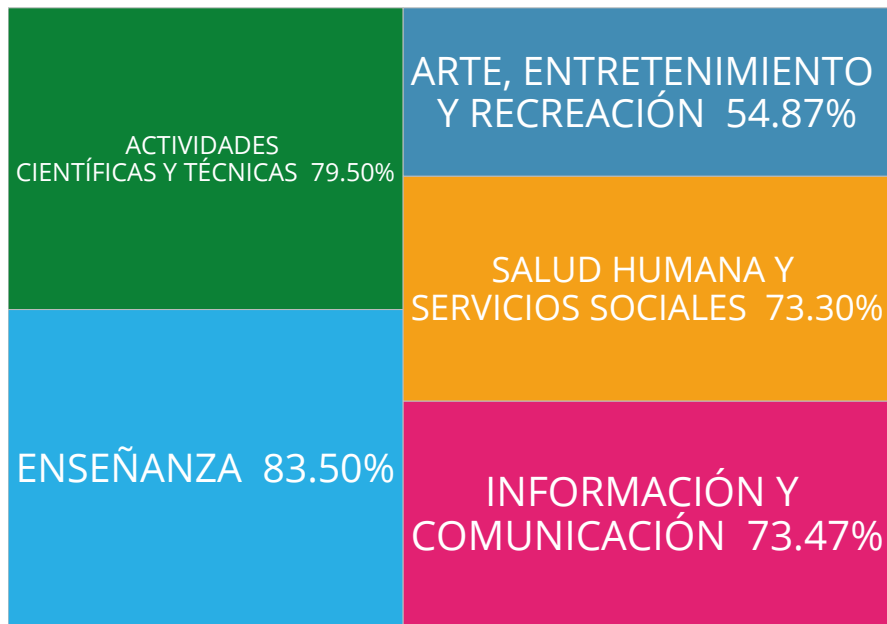 ACTIVIDADES
CIENTÍFICAS Y TÉCNICAS 79.50%
ENSEÑANZA 83.50%
ARTE, ENTRETENIMIENTO
Y RECREACIÓN 54.87%
SALUD HUMANA Y
SERVICIOS SOCIALES 73.30%
INFORMACIÓN Y
COMUNICACIÓN 73.47%